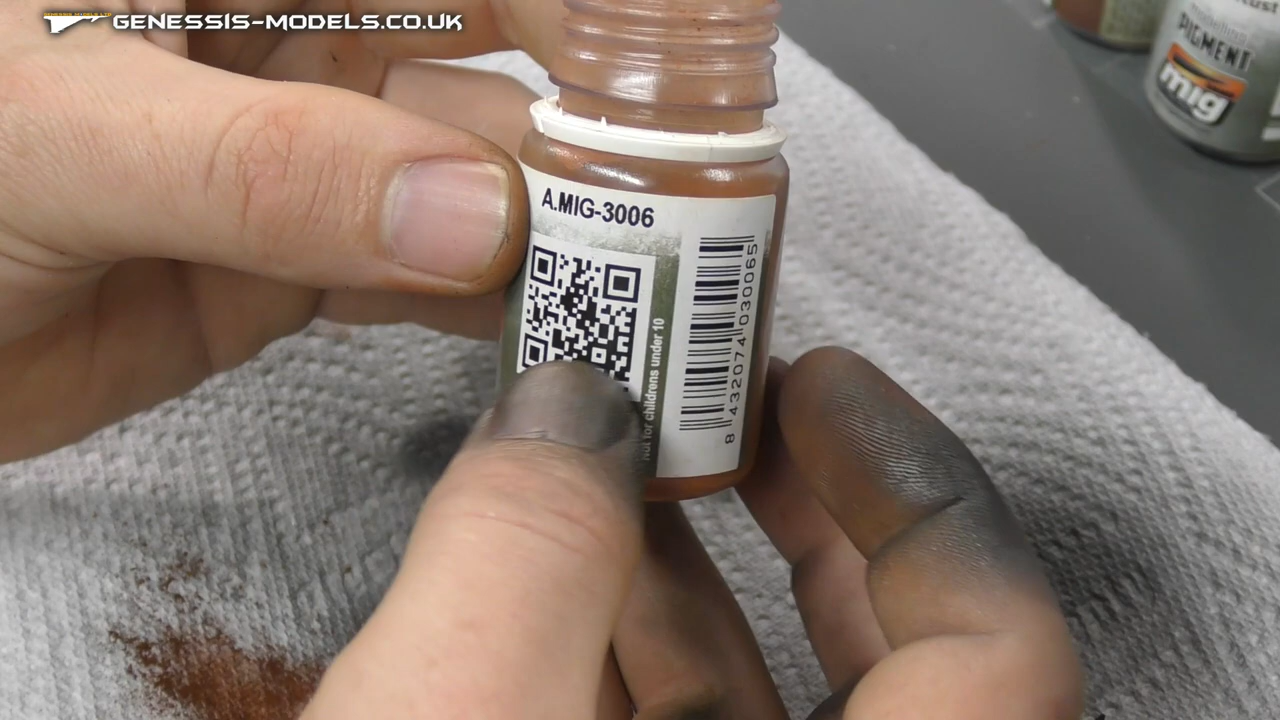 GENESSIS-MODELS.CO.UK
PIGMENT
mig
A.MIG-3006
Not for childrens under 10
8 432074 030065